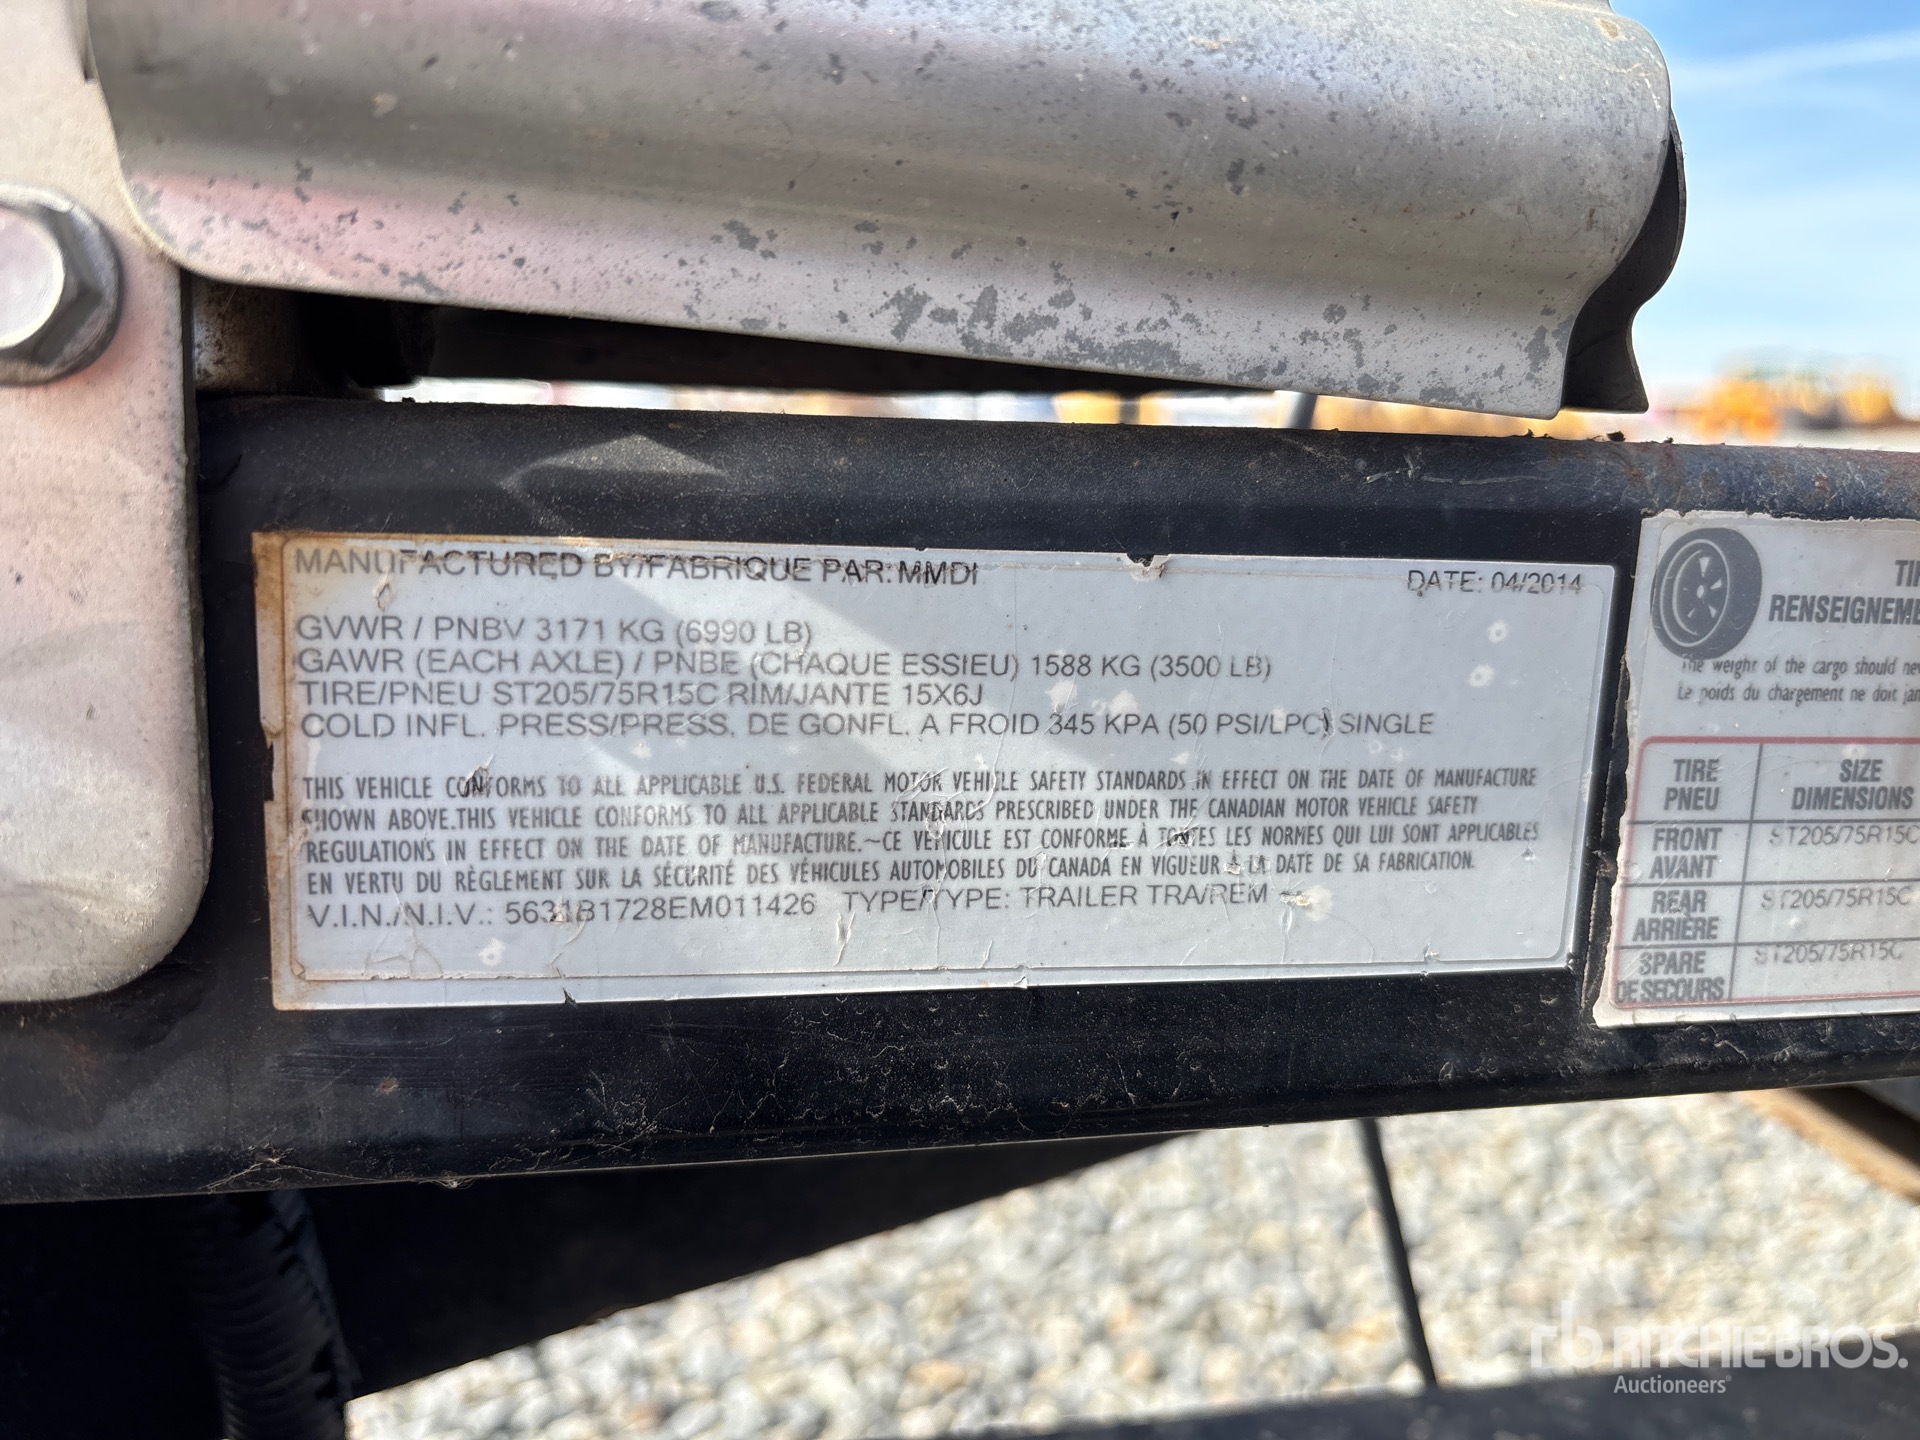 MANUFACTURED BY/FABRIQUE PAR: MMDI
DATE: 04/2014
GVWR / PNBV 3171 KG (6990 LB)
GAWR (EACH AXLE) / PNBE (CHAQUE ESSIEU) 1588 KG (3500 LB)
TIRE/PNEU ST205/75R15C RIM/JANTE 15X6J
COLD INFL. PRESS/PRESS. DE GONFL. A FROID 345 KPA (50 PSI/LPC) SINGLE
THIS VEHICLE CONFORMS TO ALL APPLICABLE U.S. FEDERAL MOTOR VEHICLE SAFETY STANDARDS IN EFFECT ON THE DATE OF MANUFACTURE
SHOWN ABOVE.THIS VEHICLE CONFORMS TO ALL APPLICABLE STANDARDS PRESCRIBED UNDER THE CANADIAN MOTOR VEHICLE SAFETY
REGULATIONS IN EFFECT ON THE DATE OF MANUFACTURE.~CE VEHICULE EST CONFORME À TOUTES LES NORMES QUI LUI SONT APPLICABLES
EN VERTU DU RÈGLEMENT SUR LA SÉCURITÉ DES VÉHICULES AUTOMOBILES DU CANADA EN VIGUEUR À LA DATE DE SA FABRICATION.
V.I.N./N.I.V.: 5631B1728EM011426 TYPE/TYPE: TRAILER TRA/REM
RENSEIGNEME
The weight of the cargo should nev
Le poids du chargement ne doit jam
TIRE SIZE
PNEU DIMENSIONS
FRONT ST205/75R15C
AVANT
REAR ST205/75R15C
ARRIÈRE
SPARE ST205/75R15C
DE SECOURS
rb RITCHIE BROS.
Auctioneers